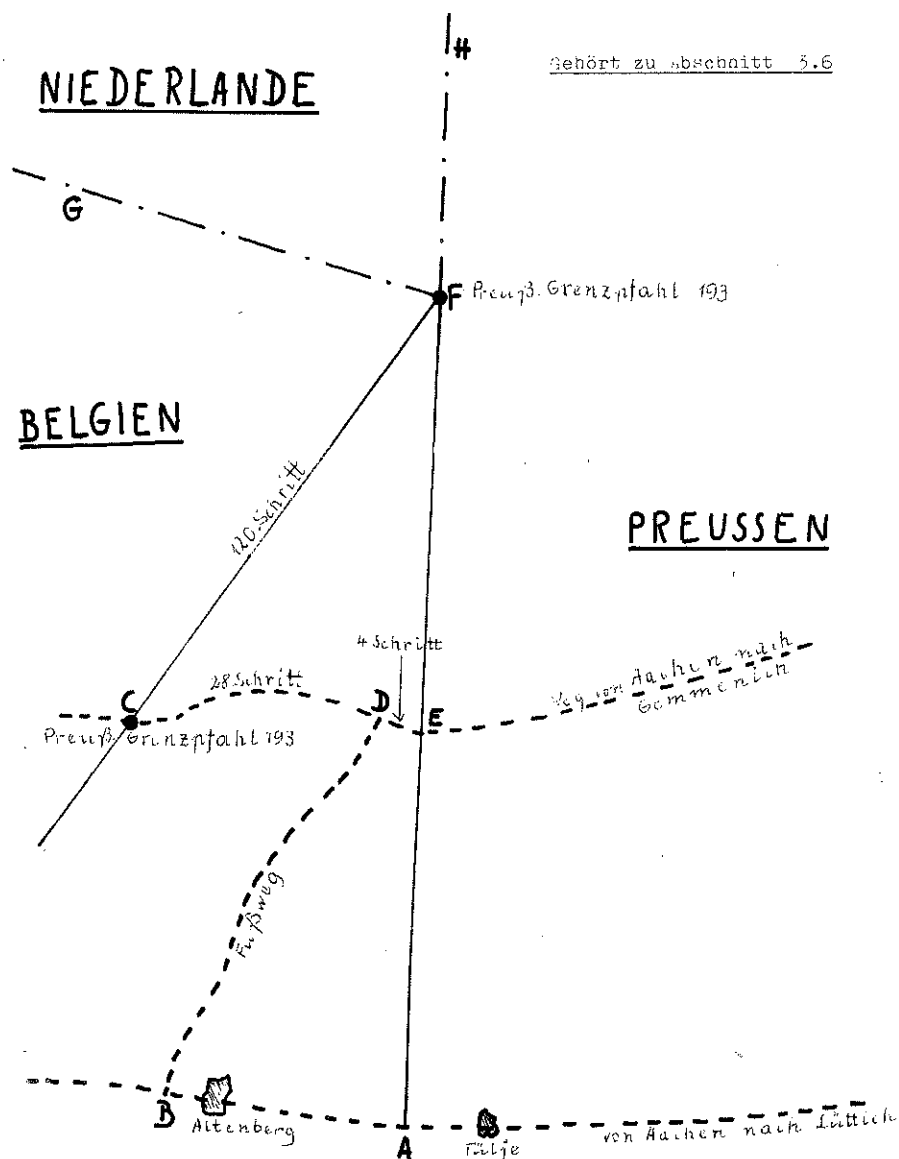 H
Gehört zu Abschnitt 3.6
NIEDERLANDE
G
F Preuß. Grenzpfahl 193
BELGIEN
120 Schritt
PREUSSEN
4 Schritt
28 Schritt
C
D
E
Weg von Aachen nach
Gemmenich
Preuß. Grenzpfahl 193
Fußweg
B
Altenberg
A
Tülje
von Aachen nach Lüttich